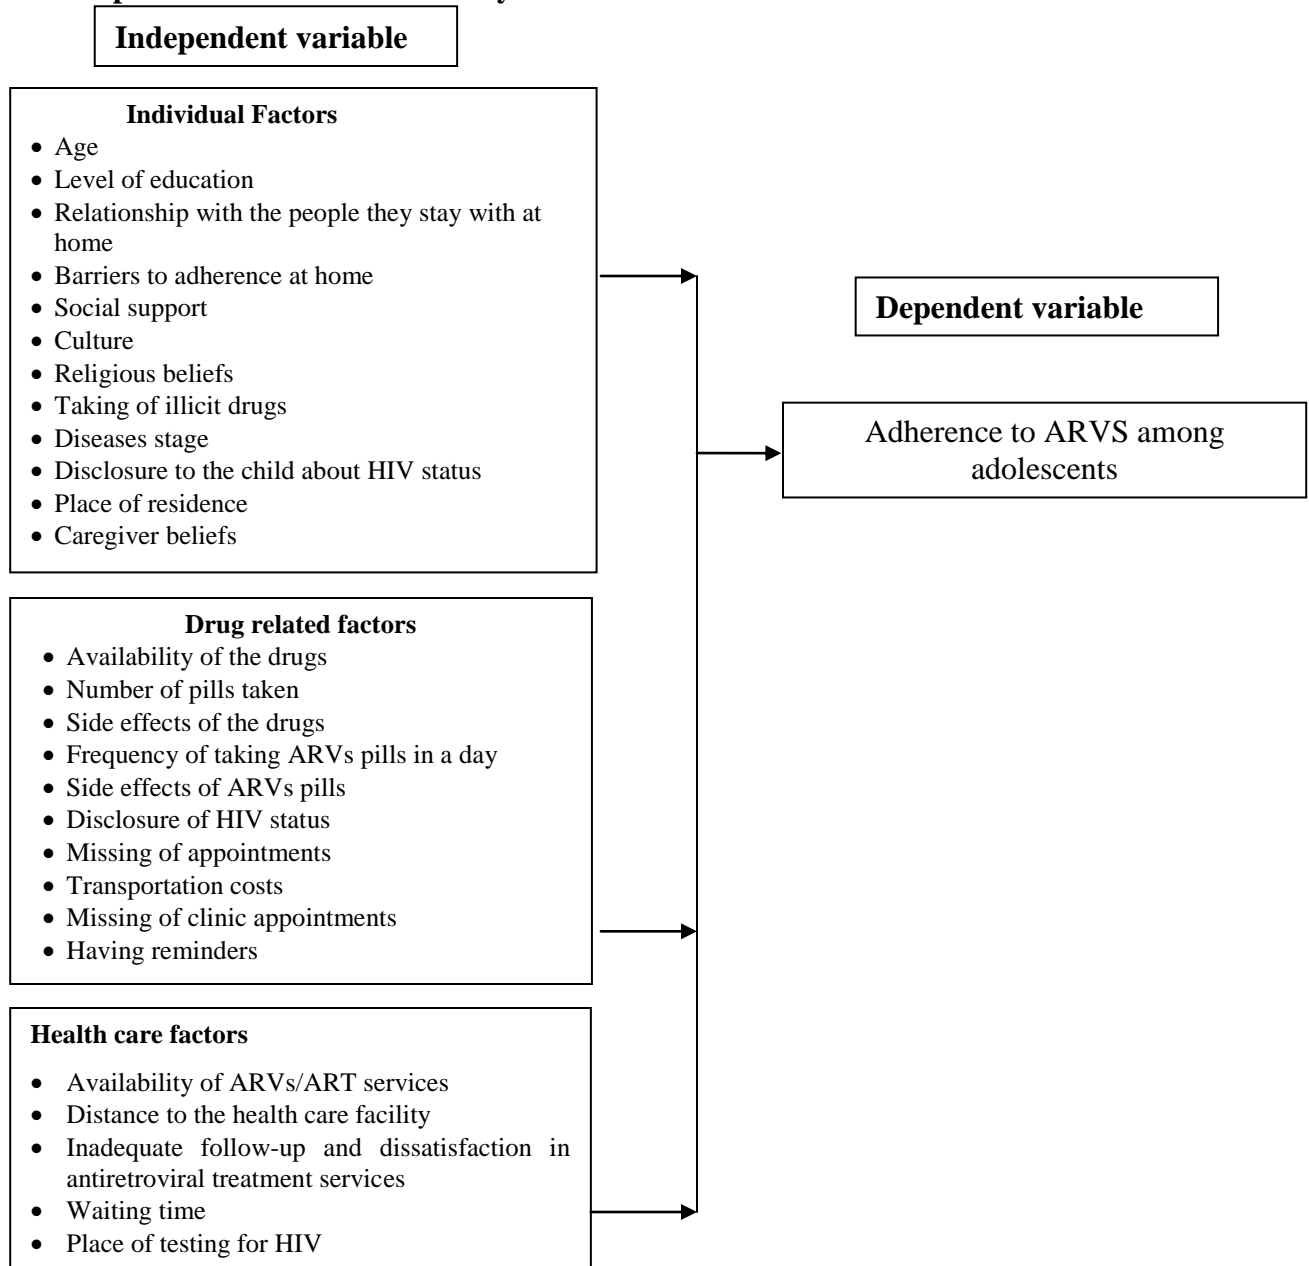 Independent variable
Individual Factors
• Age
• Level of education
• Relationship with the people they stay with at
home
• Barriers to adherence at home
• Social support
• Culture
• Religious beliefs
• Taking of illicit drugs
• Diseases stage
• Disclosure to the child about HIV status
• Place of residence
• Caregiver beliefs
Drug related factors
• Availability of the drugs
• Number of pills taken
• Side effects of the drugs
• Frequency of taking ARVs pills in a day
• Side effects of ARVs pills
• Disclosure of HIV status
• Missing of appointments
• Transportation costs
• Missing of clinic appointments
• Having reminders
Health care factors
• Availability of ARVs/ART services
• Distance to the health care facility
• Inadequate follow-up and dissatisfaction in
antiretroviral treatment services
• Waiting time
• Place of testing for HIV
Dependent variable
Adherence to ARVS among
adolescents